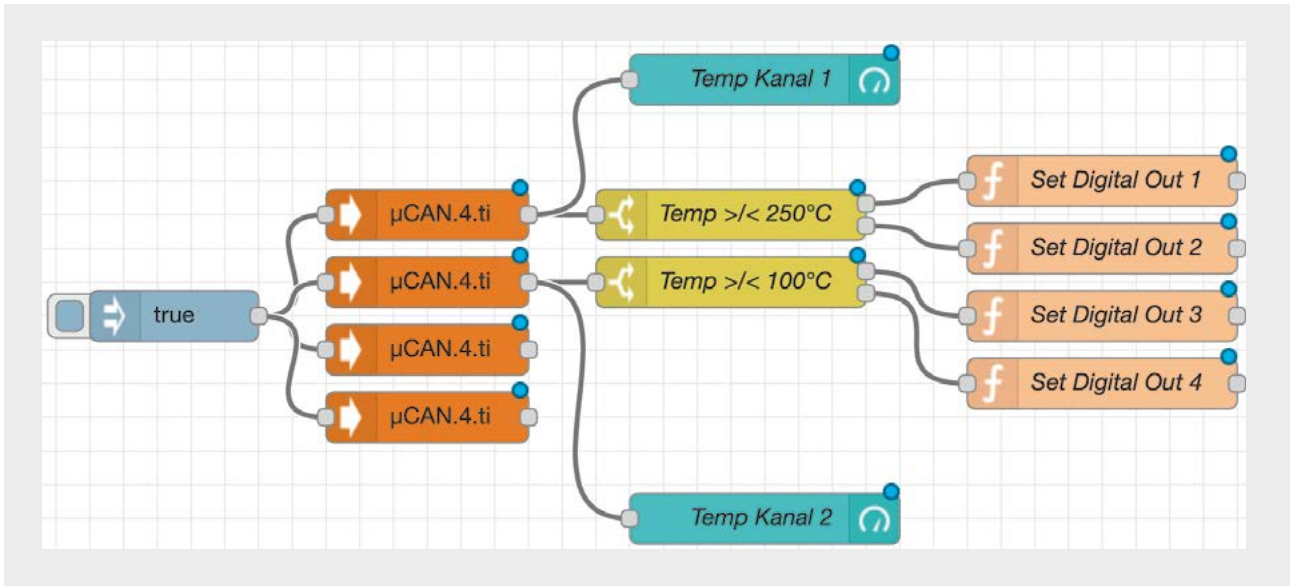 Temp Kanal 1
Set Digital Out 1
µCAN.4.ti
Temp >/< 250°C
Set Digital Out 2
µCAN.4.ti
Temp >/< 100°C
true
Set Digital Out 3
µCAN.4.ti
Set Digital Out 4
µCAN.4.ti
Temp Kanal 2